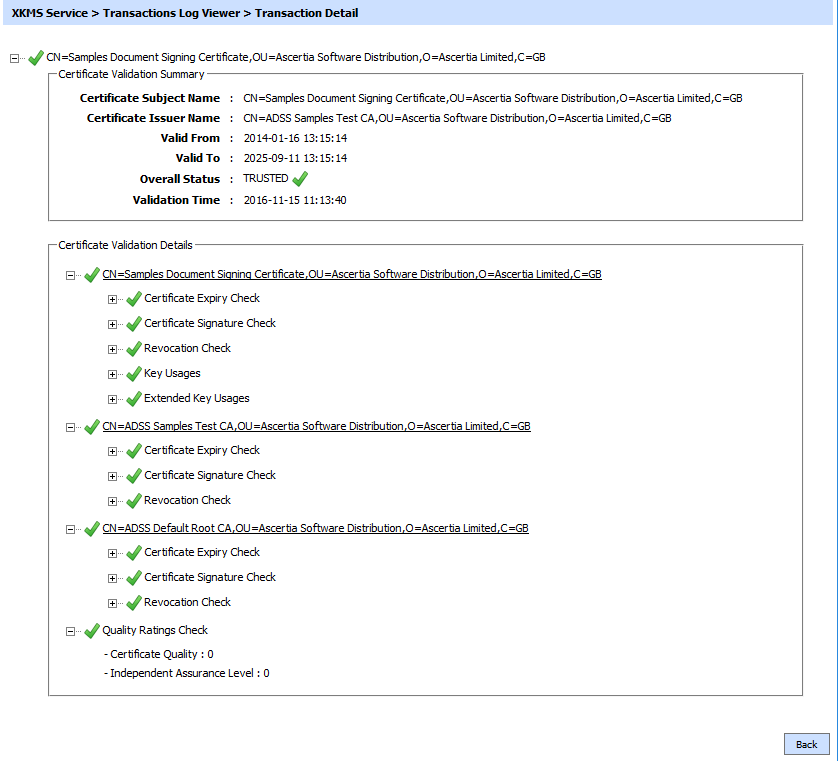 XKMS Service > Transactions Log Viewer > Transaction Detail
CN=Samples Document Signing Certificate,OU=Ascertia Software Distribution,O=Ascertia Limited,C=GB
Certificate Validation Summary
Certificate Subject Name : CN=Samples Document Signing Certificate,OU=Ascertia Software Distribution,O=Ascertia Limited,C=GB
Certificate Issuer Name : CN=ADSS Samples Test CA,OU=Ascertia Software Distribution,O=Ascertia Limited,C=GB
Valid From : 2014-01-16 13:15:14
Valid To : 2025-09-11 13:15:14
Overall Status : TRUSTED
Validation Time : 2016-11-15 11:13:40
Certificate Validation Details
CN=Samples Document Signing Certificate,OU=Ascertia Software Distribution,O=Ascertia Limited,C=GB
Certificate Expiry Check
Certificate Signature Check
Revocation Check
Key Usages
Extended Key Usages
CN=ADSS Samples Test CA,OU=Ascertia Software Distribution,O=Ascertia Limited,C=GB
Certificate Expiry Check
Certificate Signature Check
Revocation Check
CN=ADSS Default Root CA,OU=Ascertia Software Distribution,O=Ascertia Limited,C=GB
Certificate Expiry Check
Certificate Signature Check
Revocation Check
Quality Ratings Check
- Certificate Quality : 0
- Independent Assurance Level : 0
Back